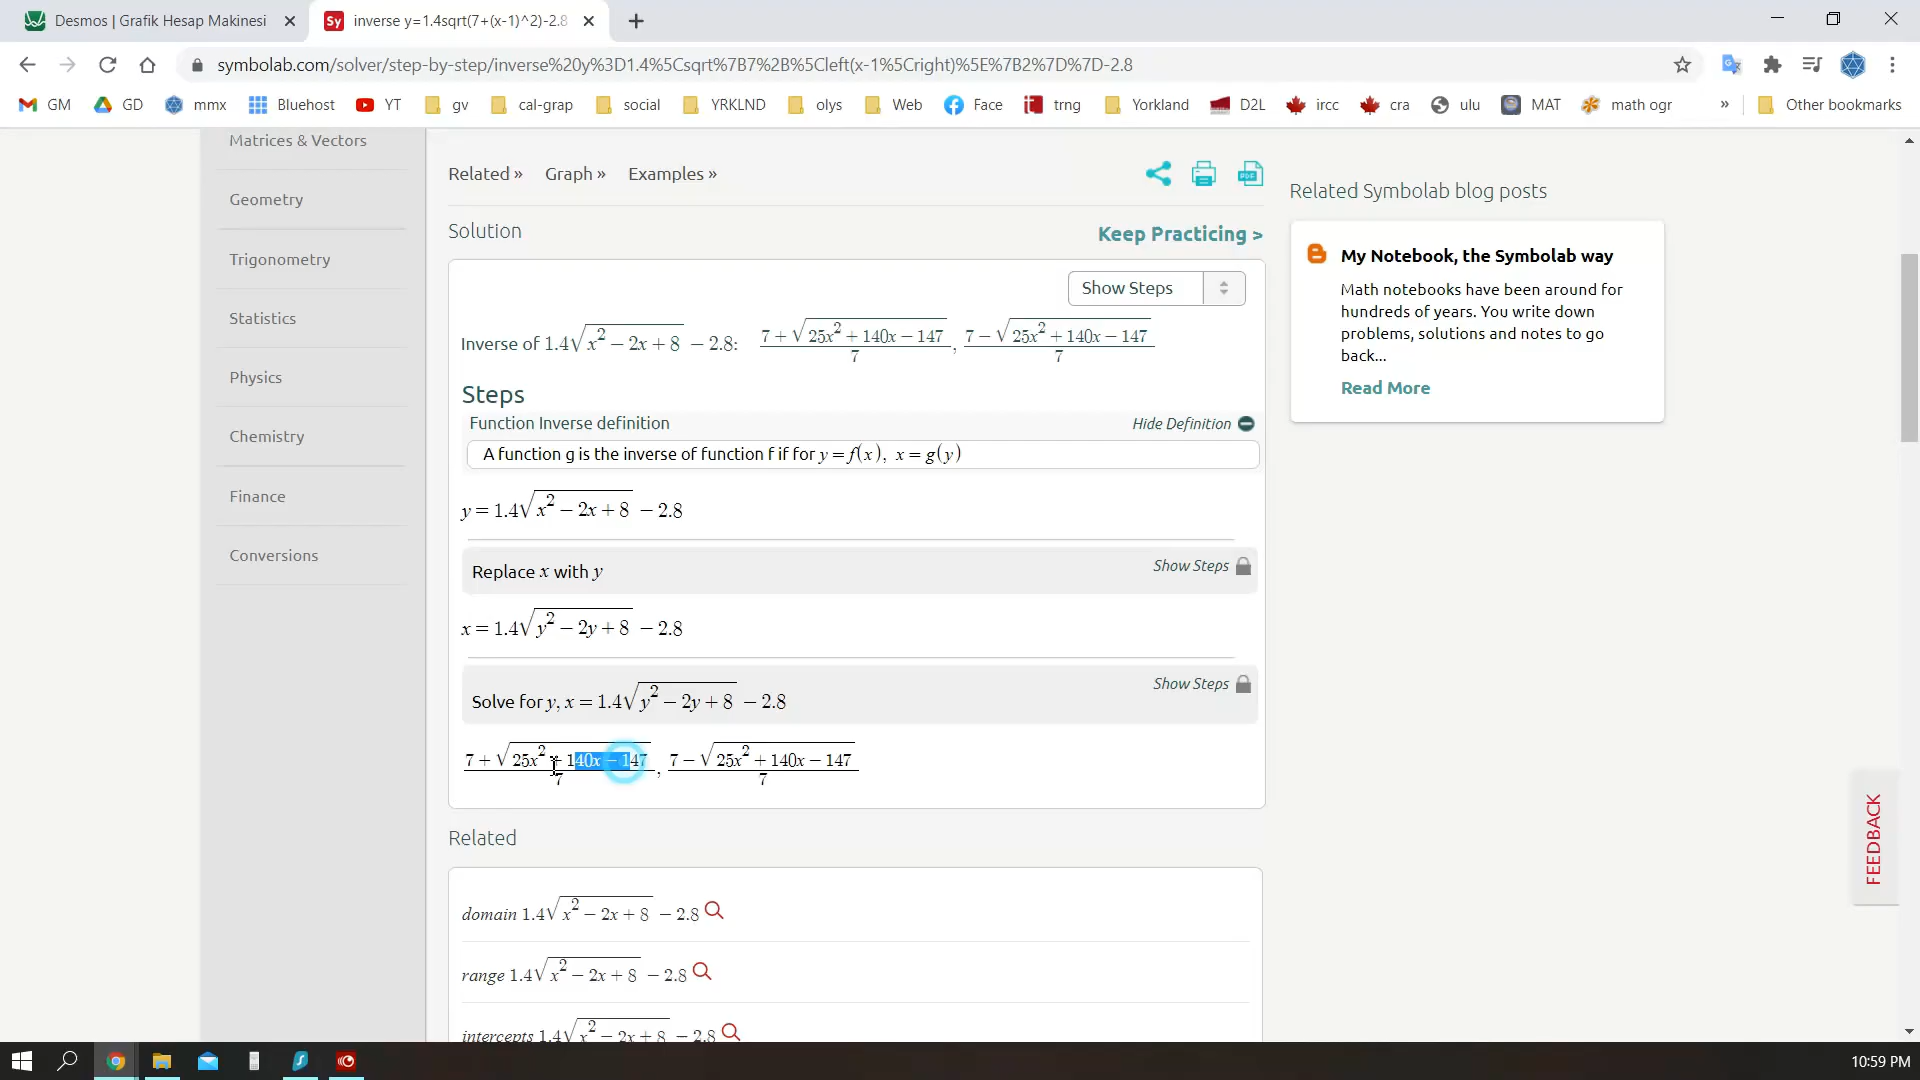 Desmos | Grafik Hesap Makinesi
Sy inverse y=1.4sqrt(7+(x-1)^2)-2.8
symbolab.com/solver/step-by-step/inverse%20y%3D1.4%5Csqrt%7B7%2B%5Cleft(x-1%5Cright)%5E%7B2%7D%7D-2.8
GM GD mmx Bluehost YT gv cal-grap social YRKLND olys Web Face trng Yorkland D2L ircc cra ulu MAT math ogr » Other bookmarks
Matrices & Vectors
Geometry
Trigonometry
Statistics
Physics
Chemistry
Finance
Conversions
Related » Graph » Examples »
PDF
Solution
Keep Practicing >
Show Steps
Inverse of 1.4√(x² − 2x + 8) − 2.8: (7 + √(25x² + 140x − 147))/7, (7 − √(25x² + 140x − 147))/7
Steps
Function Inverse definition
Hide Definition
A function g is the inverse of function f if for y = f(x), x = g(y)
y = 1.4√(x² − 2x + 8) − 2.8
Replace x with y
Show Steps
x = 1.4√(y² − 2y + 8) − 2.8
Solve for y, x = 1.4√(y² − 2y + 8) − 2.8
Show Steps
(7 + √(25x² + 140x − 147))/7, (7 − √(25x² + 140x − 147))/7
Related
domain 1.4√(x² − 2x + 8) − 2.8
range 1.4√(x² − 2x + 8) − 2.8
intercepts 1.4√(x² − 2x + 8) − 2.8
Related Symbolab blog posts
My Notebook, the Symbolab way
Math notebooks have been around for
hundreds of years. You write down
problems, solutions and notes to go
back...
Read More
FEEDBACK
10:59 PM